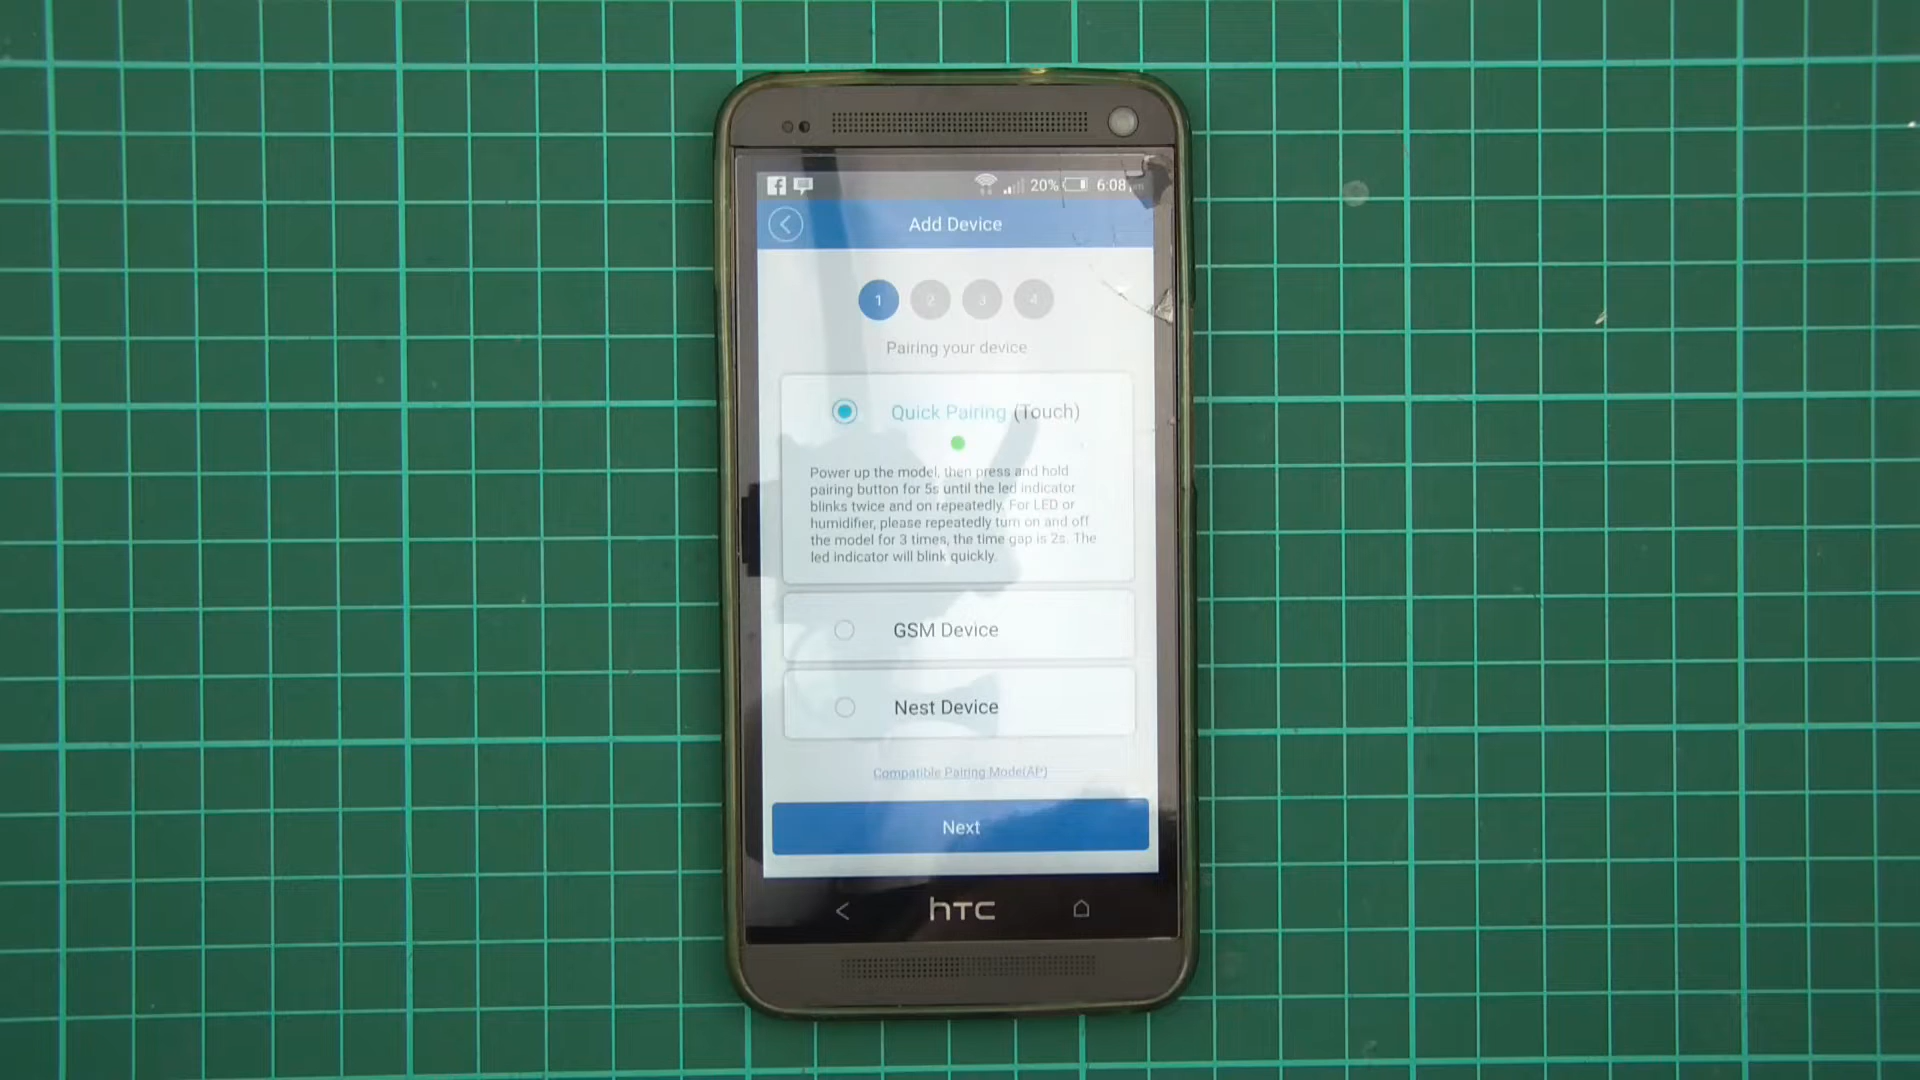 20% 6:08
Add Device
1 2 3 4
Pairing your device
Quick Pairing (Touch)
Power up the model, then press and hold
pairing button for 5s until the led indicator
blinks twice and on repeatedly. For LED or
humidifier, please repeatedly turn on and off
the model for 3 times, the time gap is 2s. The
led indicator will blink quickly.
GSM Device
Nest Device
Compatible Pairing Mode(AP)
Next
hTC